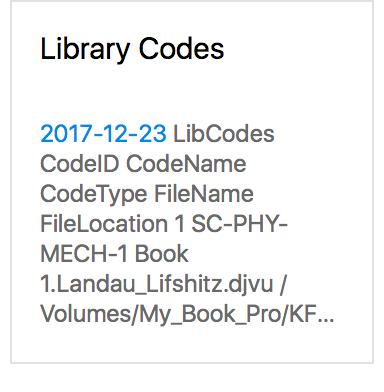 Library Codes
2017-12-23 LibCodes
CodeID CodeName
CodeType FileName
FileLocation 1 SC-PHY-
MECH-1 Book
1.Landau_Lifshitz.djvu /
Volumes/My_Book_Pro/KF...